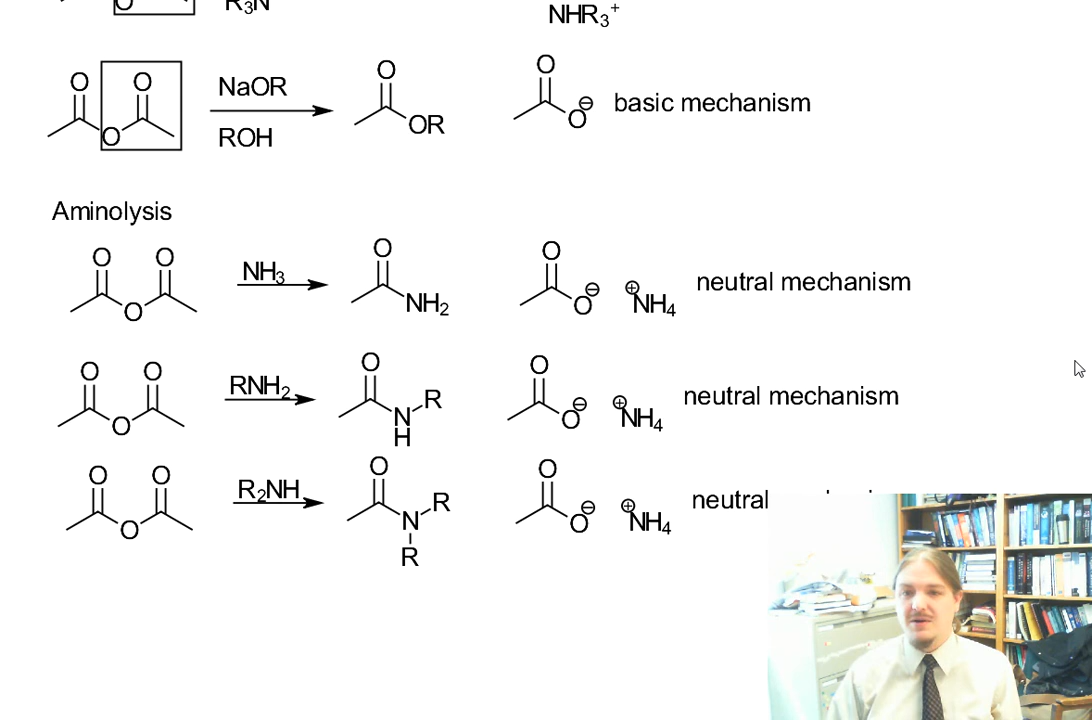 O R₃N NHR₃⁺
O O NaOR O O
O ROH OR O⊖ basic mechanism
Aminolysis
O O NH₃ O O
O NH₂ O⊖ ⊕NH₄ neutral mechanism
O O RNH₂ O O
O N R H O⊖ ⊕NH₄ neutral mechanism
O O R₂NH O O
O N R R O⊖ ⊕NH₄ neutral